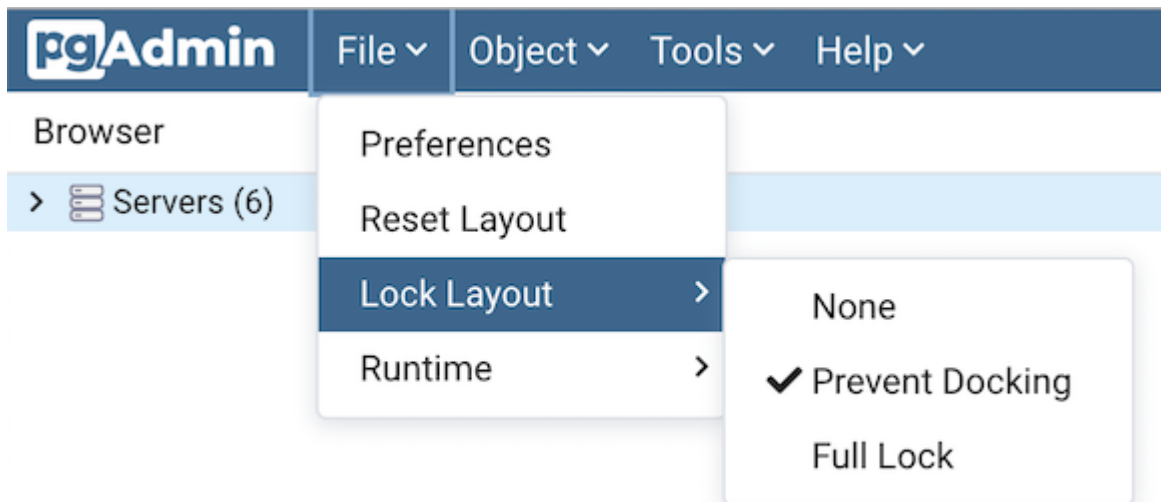 pgAdmin File Object Tools Help
Browser
Servers (6)
Preferences
Reset Layout
Lock Layout
Runtime
None
Prevent Docking
Full Lock